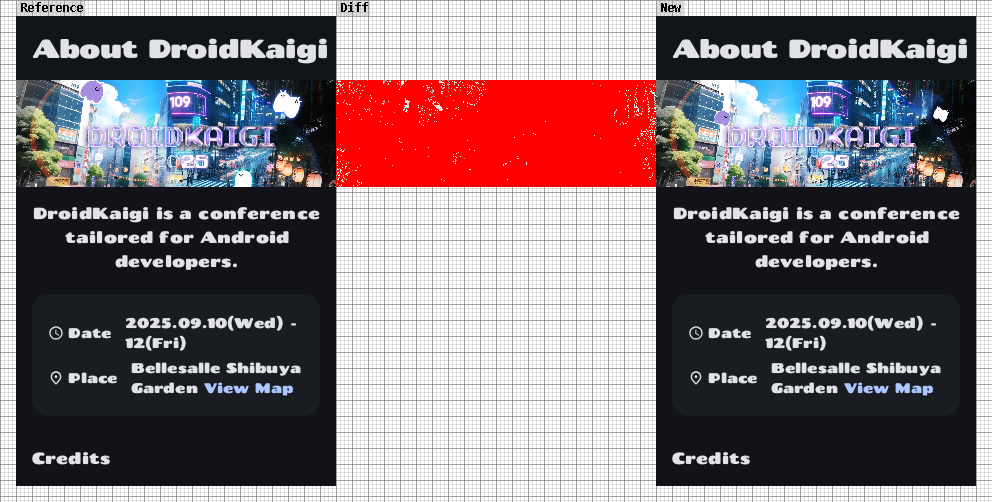 Reference
Diff
New
About DroidKaigi
109
DROIDKAIGI
2025
DroidKaigi is a conference
tailored for Android
developers.
Date
2025.09.10(Wed) -
12(Fri)
Place
Bellesalle Shibuya
Garden View Map
Credits
About DroidKaigi
109
DROIDKAIGI
2025
DroidKaigi is a conference
tailored for Android
developers.
Date
2025.09.10(Wed) -
12(Fri)
Place
Bellesalle Shibuya
Garden View Map
Credits